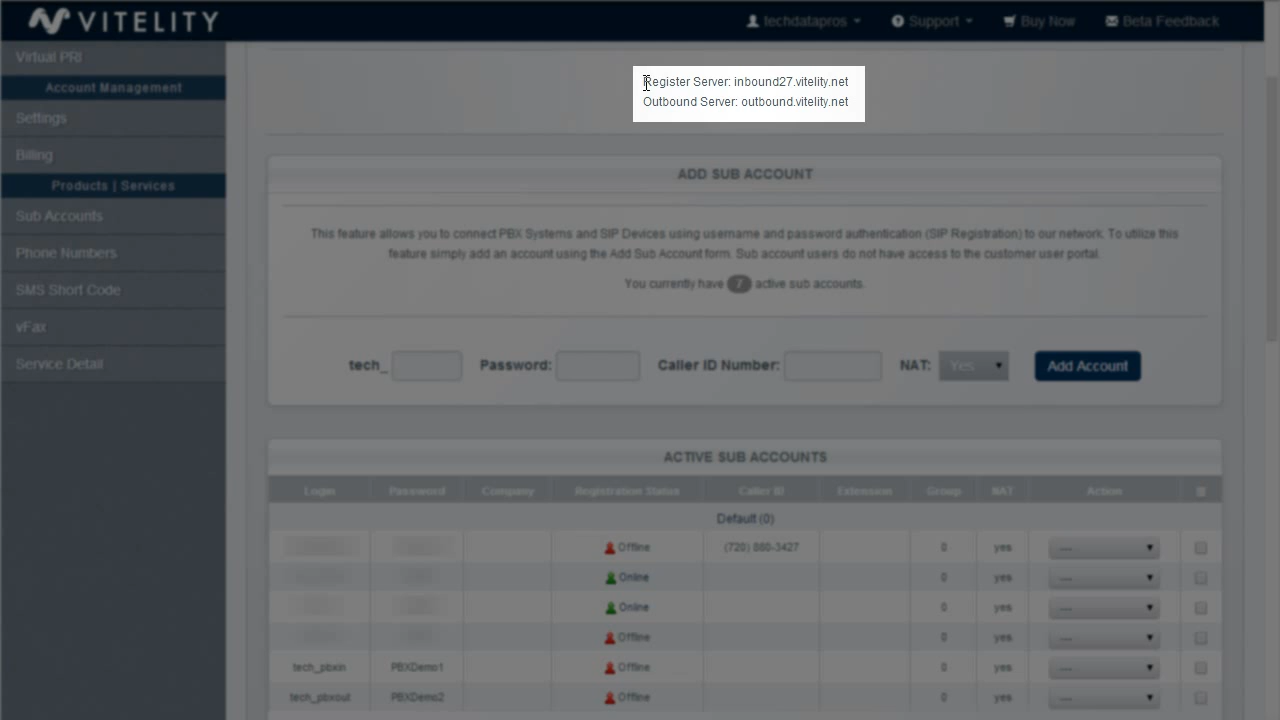 VITELITY
techdatapros Support Buy Now Beta Feedback
Virtual PRI
Account Management
Settings
Billing
Products | Services
Sub Accounts
Phone Numbers
SMS Short Code
vFax
Service Detail
Register Server: inbound27.vitelity.net
Outbound Server: outbound.vitelity.net
ADD SUB ACCOUNT
This feature allows you to connect PBX Systems and SIP Devices using username and password authentication (SIP Registration) to our network. To utilize this
feature simply add an account using the Add Sub Account form. Sub account users do not have access to the customer user portal.
You currently have 7 active sub accounts.
tech_ Password: Caller ID Number: NAT: Yes Add Account
ACTIVE SUB ACCOUNTS
Login Password Company Registration Status Caller ID Extension Group NAT Action
Default (0)
Offline (720) 880-3427 0 yes ---
Online 0 yes ---
Online 0 yes ---
Offline 0 yes ---
tech_pbxin PBXDemo1 Offline 0 yes ---
tech_pbxout PBXDemo2 Offline 0 yes ---